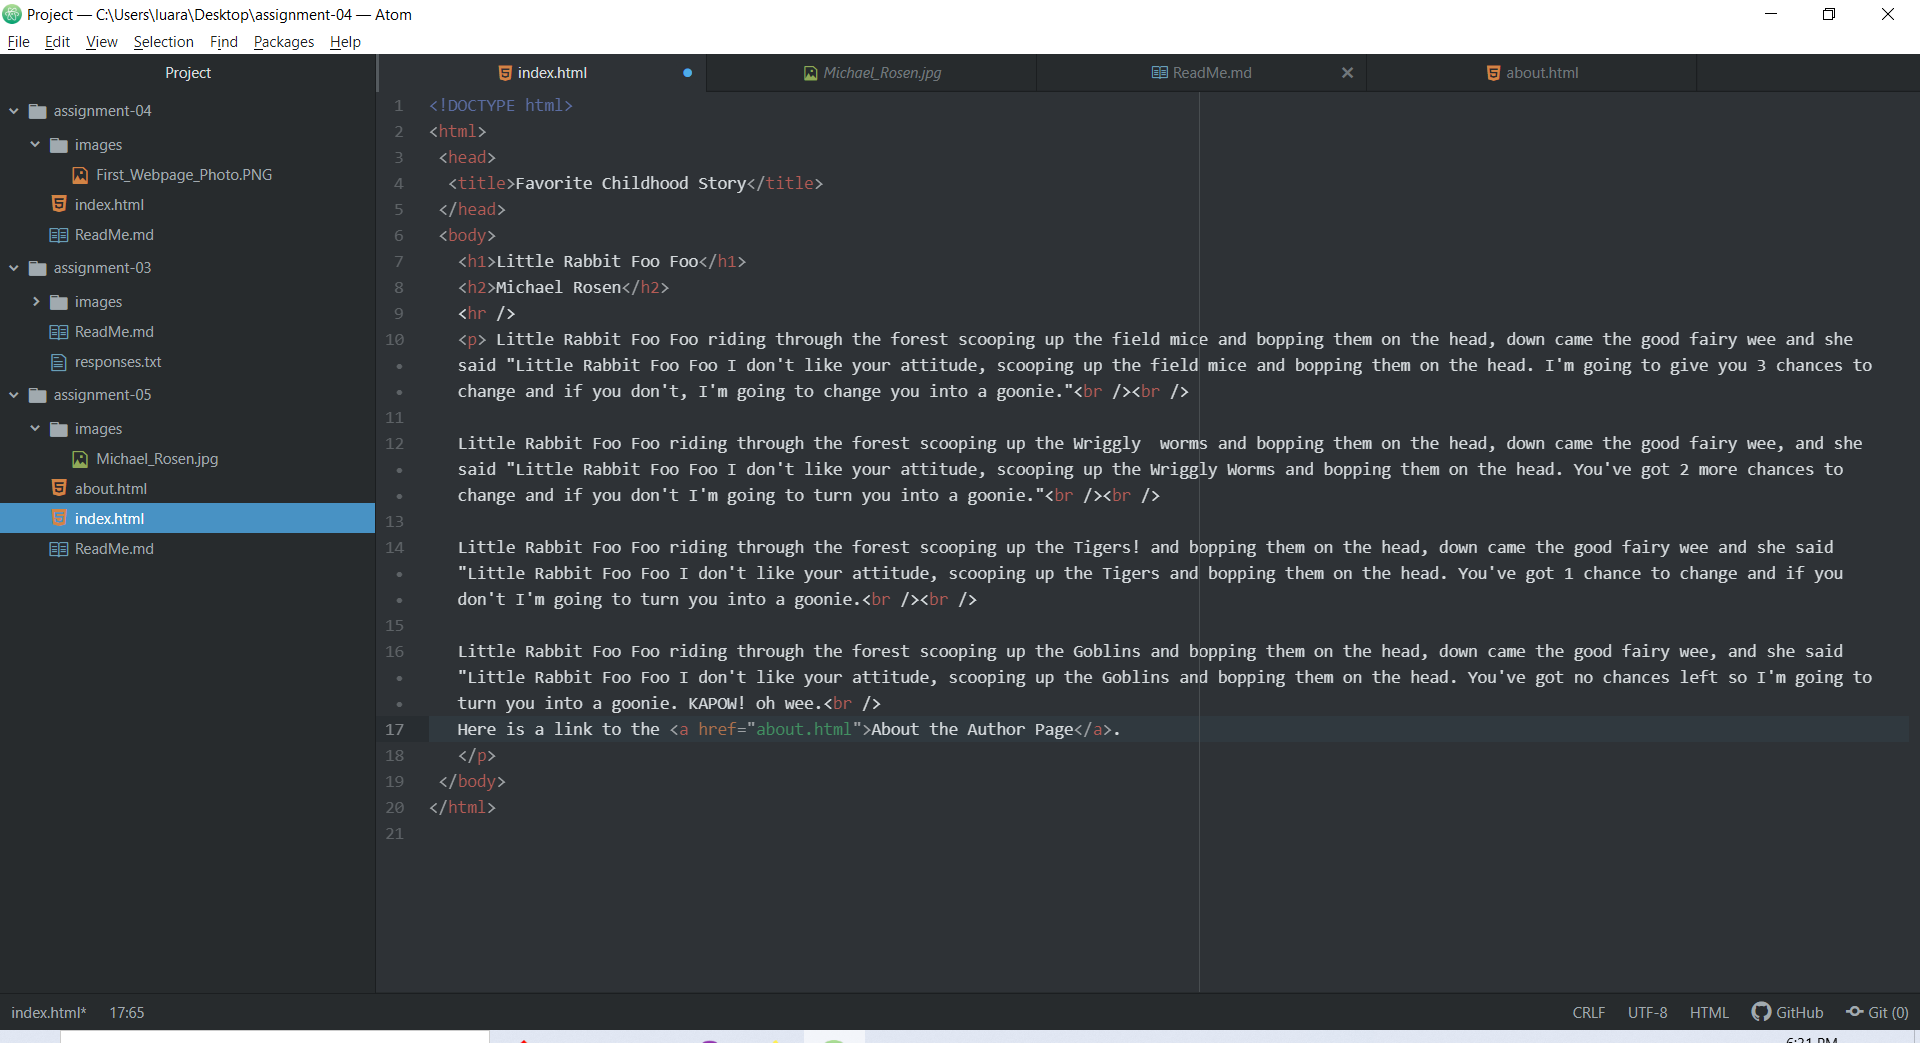 Project — C:\Users\luara\Desktop\assignment-04 — Atom
File Edit View Selection Find Packages Help
Project
index.html
Michael_Rosen.jpg
ReadMe.md
about.html
assignment-04
images
First_Webpage_Photo.PNG
index.html
ReadMe.md
assignment-03
images
ReadMe.md
responses.txt
assignment-05
images
Michael_Rosen.jpg
about.html
index.html
ReadMe.md
1 <!DOCTYPE html>
2 <html>
3 <head>
4 <title>Favorite Childhood Story</title>
5 </head>
6 <body>
7 <h1>Little Rabbit Foo Foo</h1>
8 <h2>Michael Rosen</h2>
9 <hr />
10 <p> Little Rabbit Foo Foo riding through the forest scooping up the field mice and bopping them on the head, down came the good fairy wee and she
• said "Little Rabbit Foo Foo I don't like your attitude, scooping up the field mice and bopping them on the head. I'm going to give you 3 chances to
• change and if you don't, I'm going to change you into a goonie."<br /><br />
11
12 Little Rabbit Foo Foo riding through the forest scooping up the Wriggly  worms and bopping them on the head, down came the good fairy wee, and she
• said "Little Rabbit Foo Foo I don't like your attitude, scooping up the Wriggly Worms and bopping them on the head. You've got 2 more chances to
• change and if you don't I'm going to turn you into a goonie."<br /><br />
13
14 Little Rabbit Foo Foo riding through the forest scooping up the Tigers! and bopping them on the head, down came the good fairy wee and she said
• "Little Rabbit Foo Foo I don't like your attitude, scooping up the Tigers and bopping them on the head. You've got 1 chance to change and if you
• don't I'm going to turn you into a goonie.<br /><br />
15
16 Little Rabbit Foo Foo riding through the forest scooping up the Goblins and bopping them on the head, down came the good fairy wee, and she said
• "Little Rabbit Foo Foo I don't like your attitude, scooping up the Goblins and bopping them on the head. You've got no chances left so I'm going to
• turn you into a goonie. KAPOW! oh wee.<br />
17 Here is a link to the <a href="about.html">About the Author Page</a>.
18 </p>
19 </body>
20 </html>
21
index.html* 17:65 CRLF UTF-8 HTML GitHub Git (0)
6:21 PM